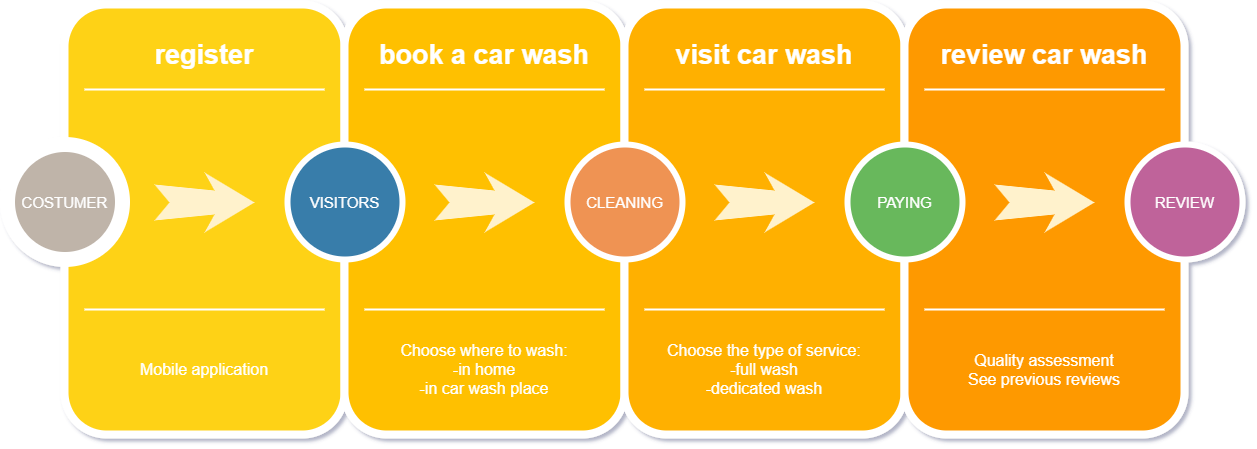 register
book a car wash
visit car wash
review car wash
COSTUMER
VISITORS
CLEANING
PAYING
REVIEW
Mobile application
Choose where to wash:
-in home
-in car wash place
Choose the type of service:
-full wash
-dedicated wash
Quality assessment
See previous reviews